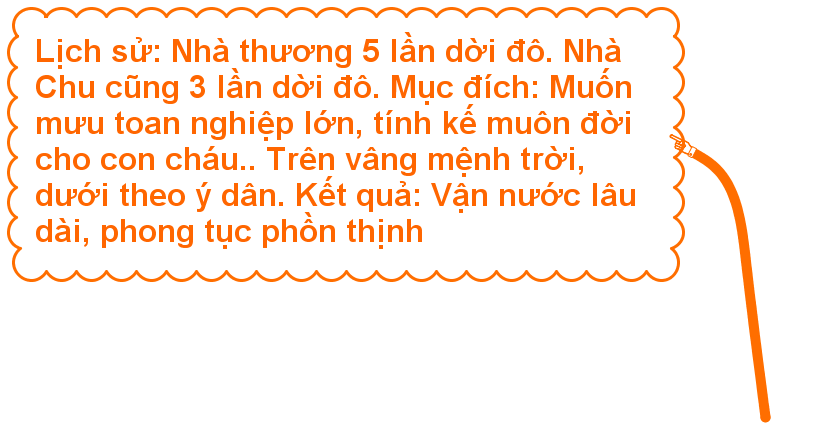 Lịch sử: Nhà thương 5 lần dời đô. Nhà
Chu cũng 3 lần dời đô. Mục đích: Muốn
mưu toan nghiệp lớn, tính kế muôn đời
cho con cháu.. Trên vâng mệnh trời,
dưới theo ý dân. Kết quả: Vận nước lâu
dài, phong tục phồn thịnh